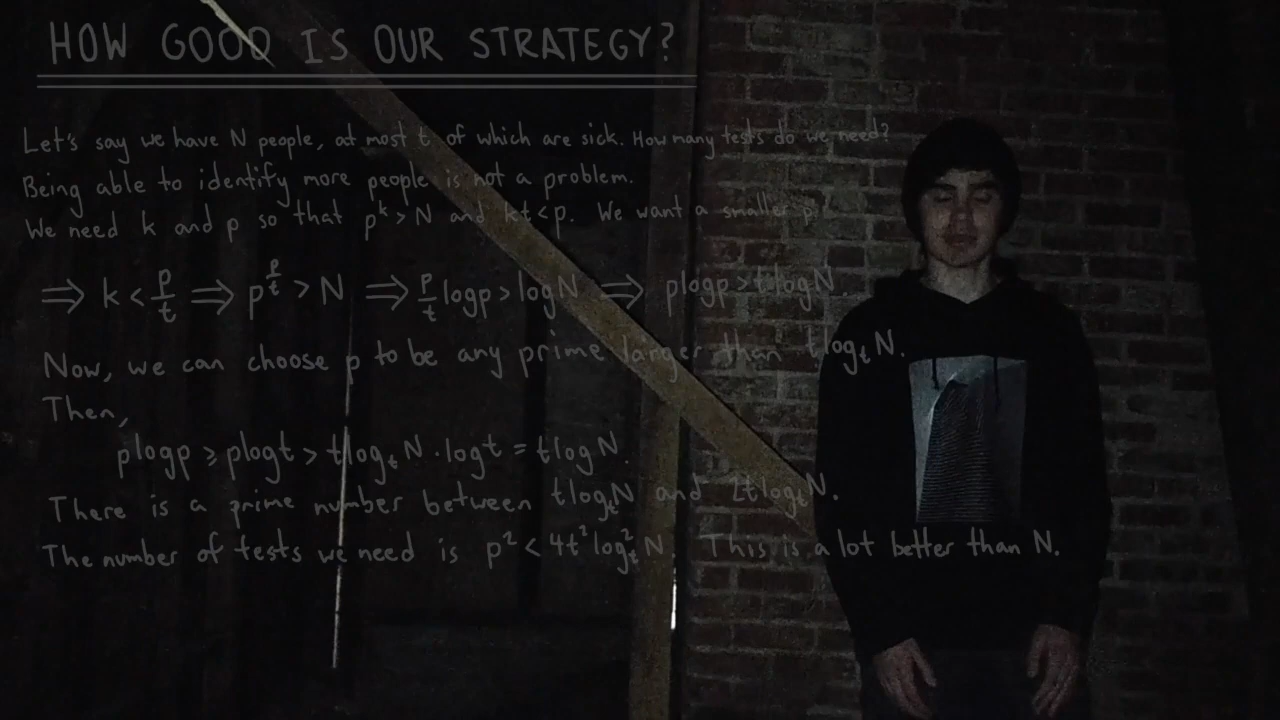 HOW GOOD IS OUR STRATEGY?
Let's say we have N people, at most t of which are sick. How many tests do we need?
Being able to identify more people is not a problem.
We need k and p so that p^k > N and kt < p. We want a smaller p.
⇒ k < p/t ⇒ p^(p/t) > N ⇒ p/t log p > log N ⇒ p log p > t log N
Now, we can choose p to be any prime larger than t log_t N.
Then,
p log p ≥ p log t > t log_t N · log t = t log N.
There is a prime number between t log_t N and 2t log_t N.
The number of tests we need is p² < 4t² log_t² N. This is a lot better than N.